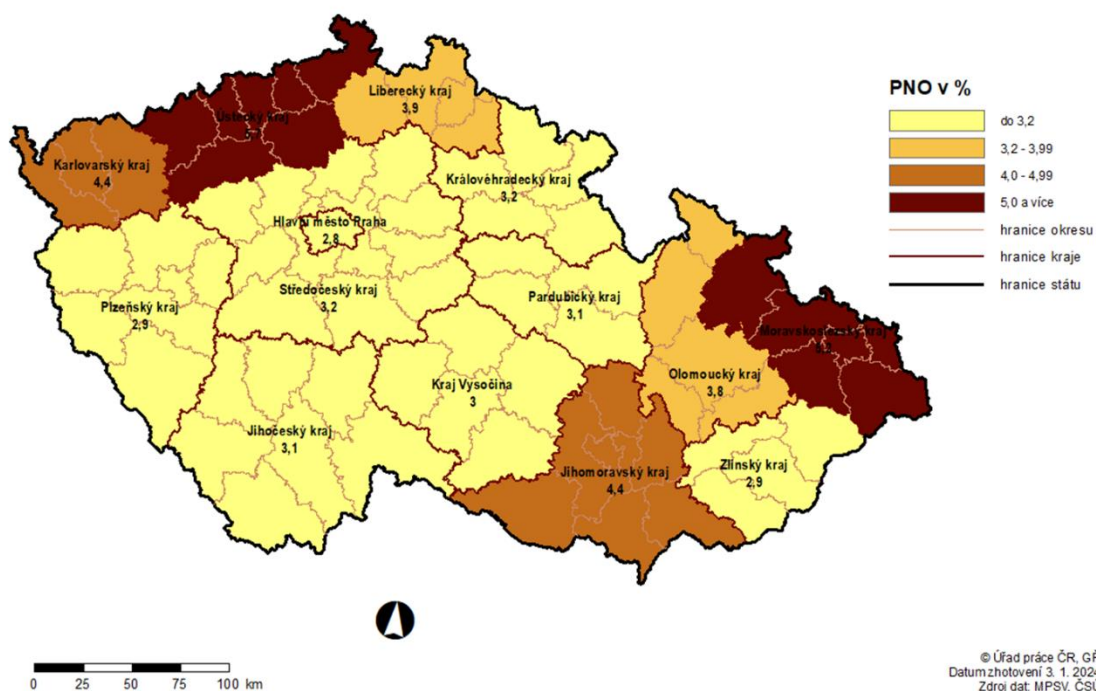 Liberecký kraj
3,9
Ústecký kraj
Karlovarský kraj
4,4
Královéhradecký kraj
3,2
Hlavní město Praha
2,8
Středočeský kraj
3,2
Plzeňský kraj
2,9
Pardubický kraj
3,1
Moravskoslezský kraj
Olomoucký kraj
3,8
Kraj Vysočina
3
Jihočeský kraj
3,1
Jihomoravský kraj
4,4
Zlínský kraj
2,9
PNO v %
do 3,2
3,2 - 3,99
4,0 - 4,99
5,0 a více
hranice okresu
hranice kraje
hranice státu
0 25 50 75 100 km
© Úřad práce ČR, GŘ
Datum zhotovení 3. 1. 2024
Zdroj dat: MPSV, ČSÚ